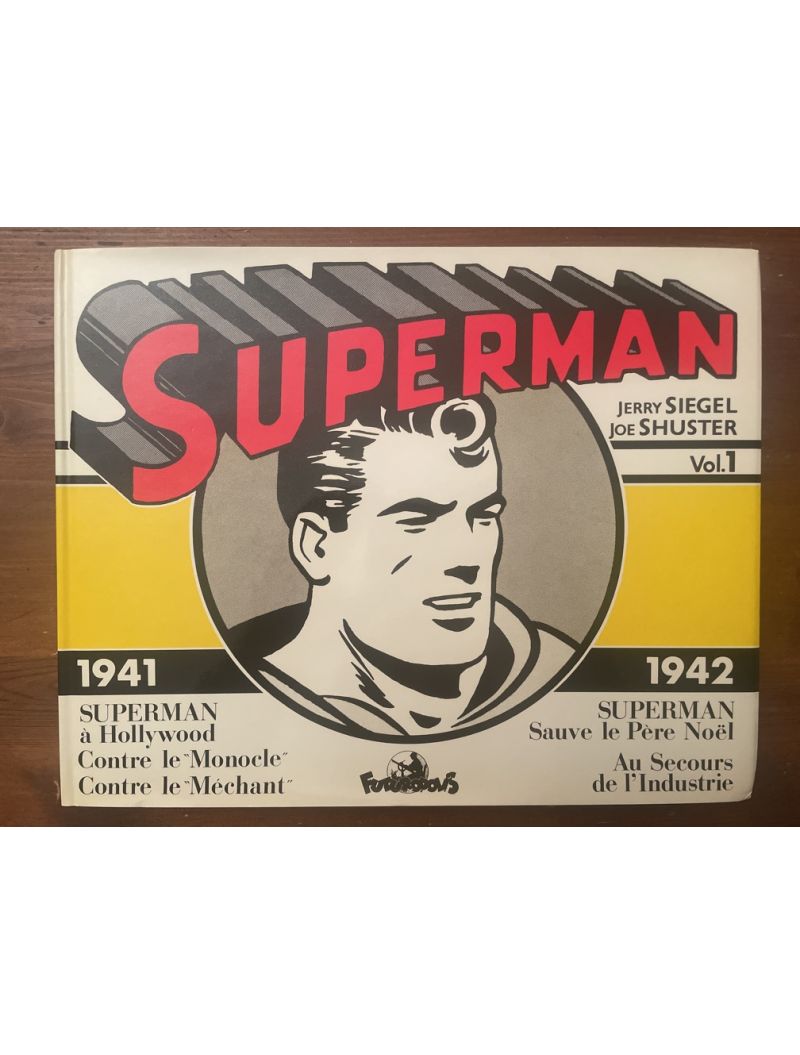 SUPERMAN
JERRY SIEGEL
JOE SHUSTER
Vol.1
1941
SUPERMAN
à Hollywood
Contre le "Monocle"
Contre le "Méchant"
1942
SUPERMAN
Sauve le Père Noël
Au Secours
de l'Industrie
FUTUROPOLIS